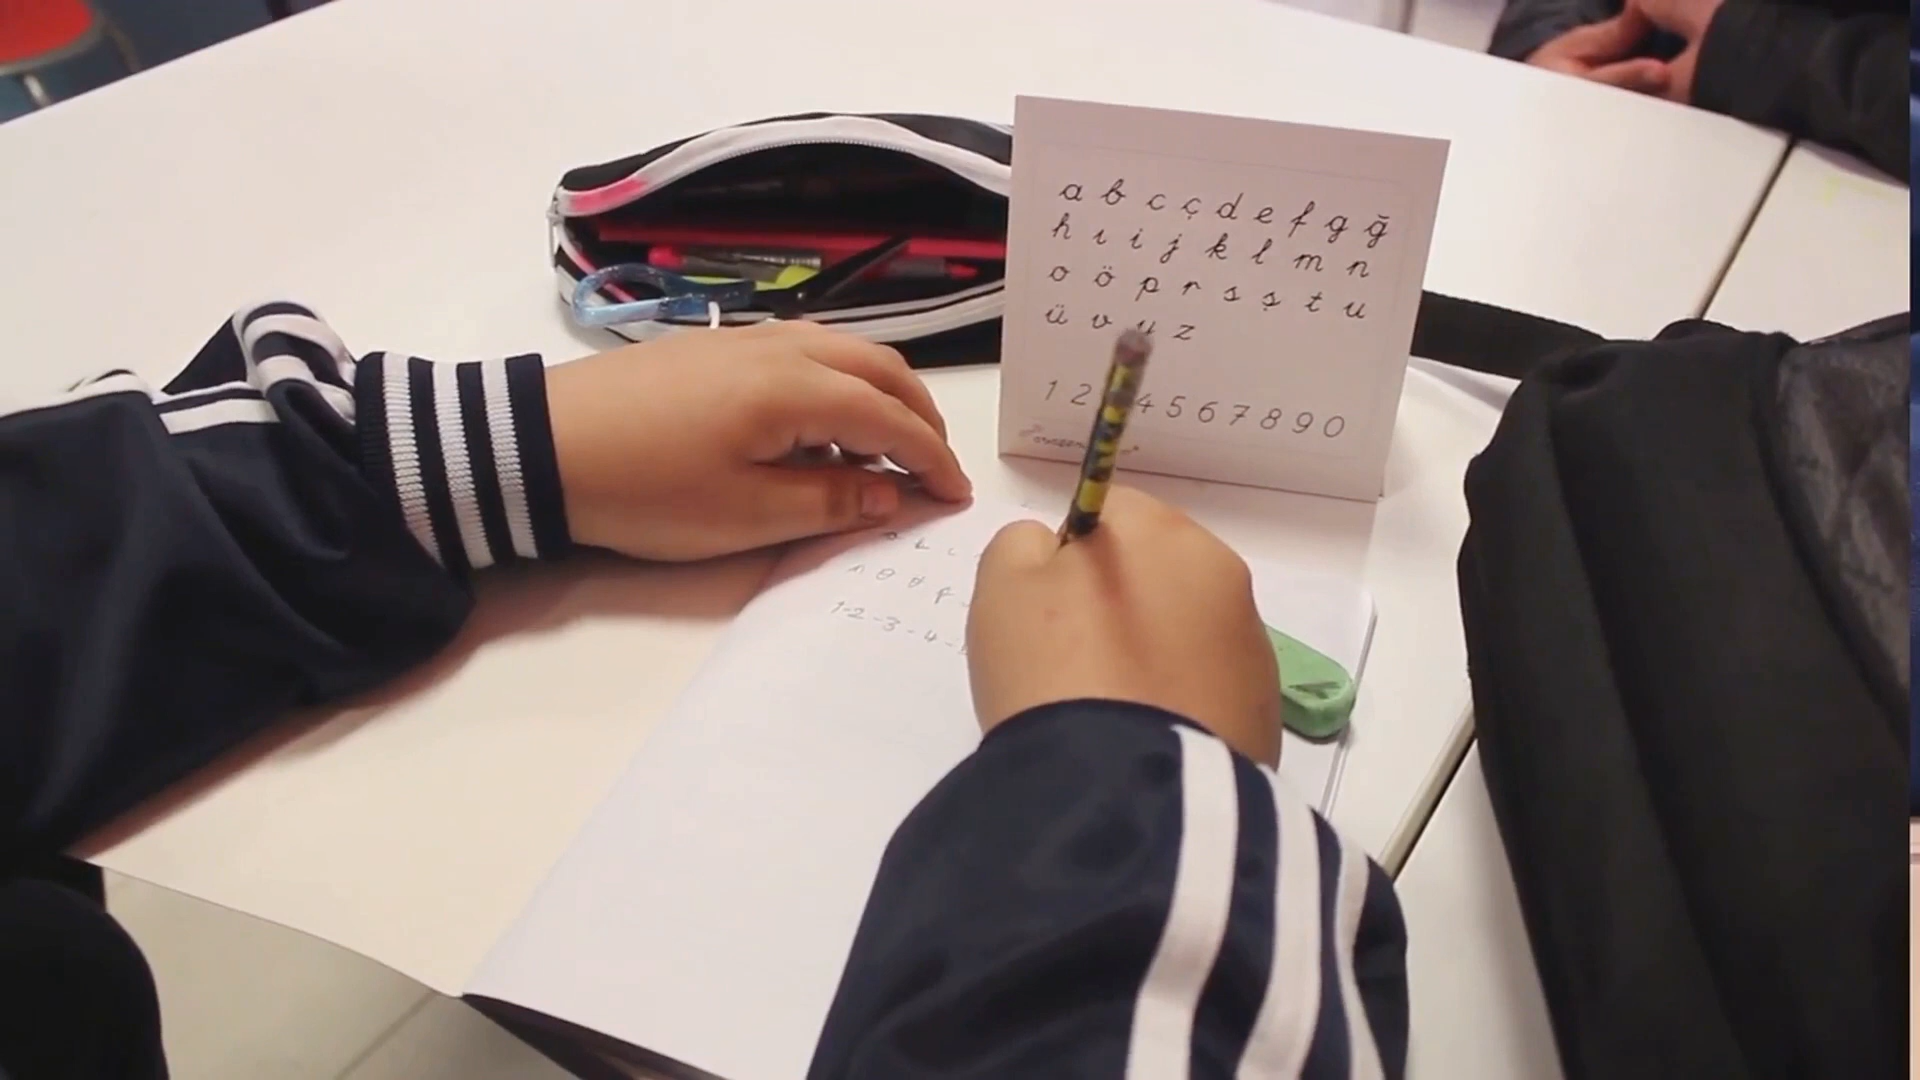 a b c ç d e f g ğ
h ı i j k l m n
o ö p r s ş t u
ü v y z
1 2 4 5 6 7 8 9 0
a b c
n o ö p
1-2-3-4-